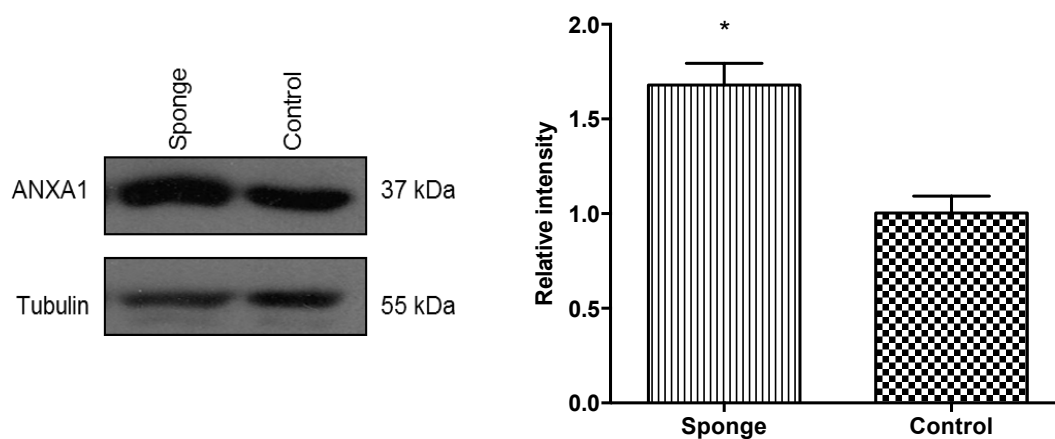 Sponge
Control
ANXA1
37 kDa
Tubulin
55 kDa
Relative intensity
2.0
1.5
1.0
0.5
0.0
*
Sponge
Control